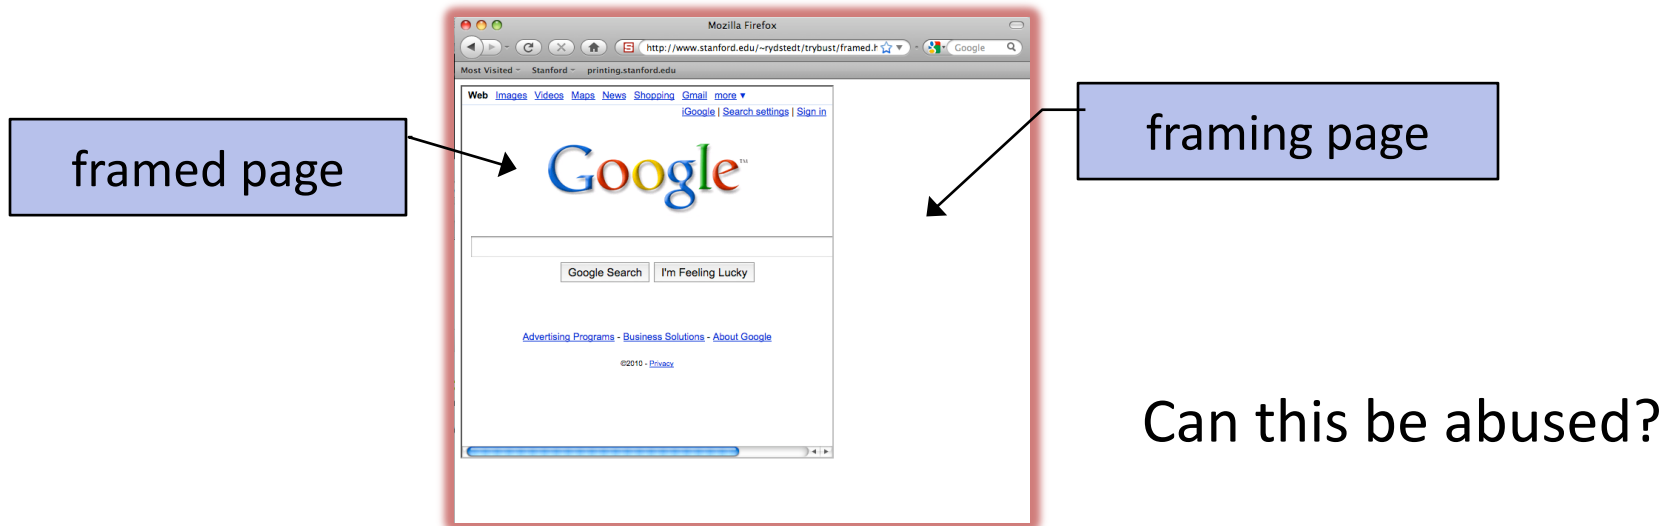 Mozilla Firefox
http://www.stanford.edu/~rydstedt/trybust/framed.h
Google
Most Visited Stanford printing.stanford.edu
Web Images Videos Maps News Shopping Gmail more ▼
iGoogle | Search settings | Sign in
framed page
framing page
Google™
Google Search I'm Feeling Lucky
Advertising Programs - Business Solutions - About Google
©2010 - Privacy
Can this be abused?